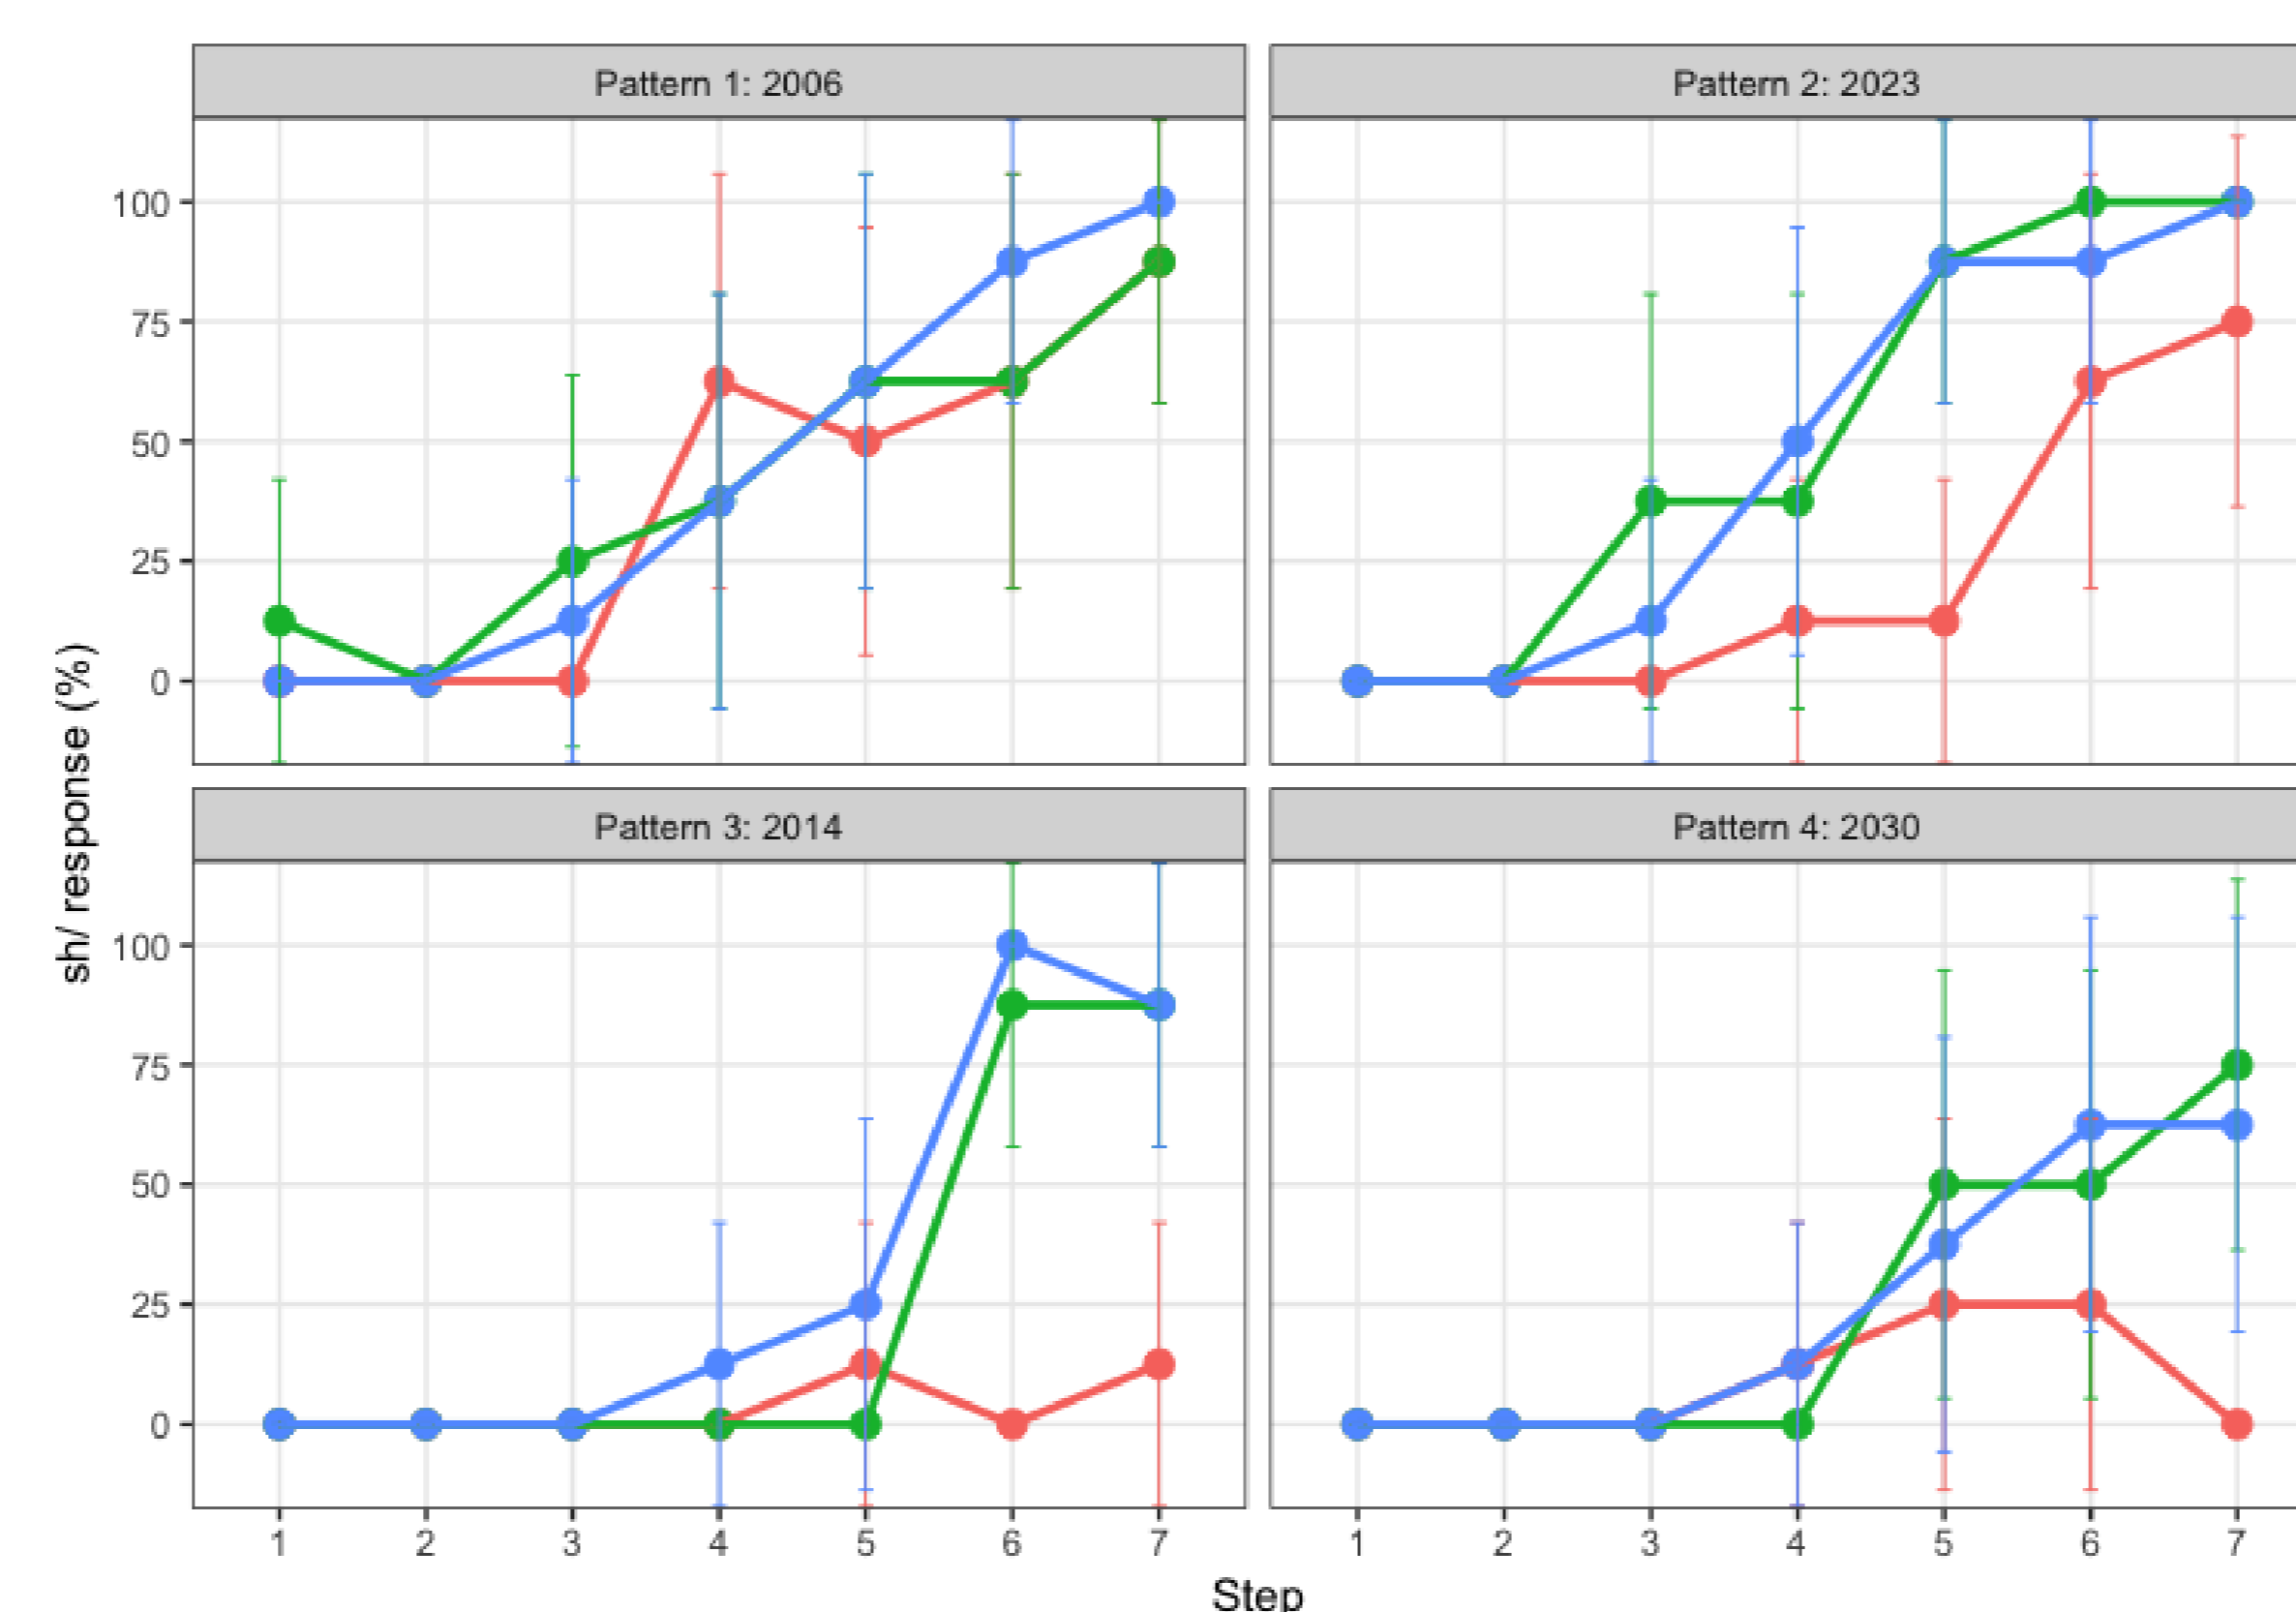 Pattern 1: 2006
Pattern 2: 2023
100
75
50
25
0
sh/ response (%)
Pattern 3: 2014
Pattern 4: 2030
100
75
50
25
0
1 2 3 4 5 6 7
1 2 3 4 5 6 7
Step